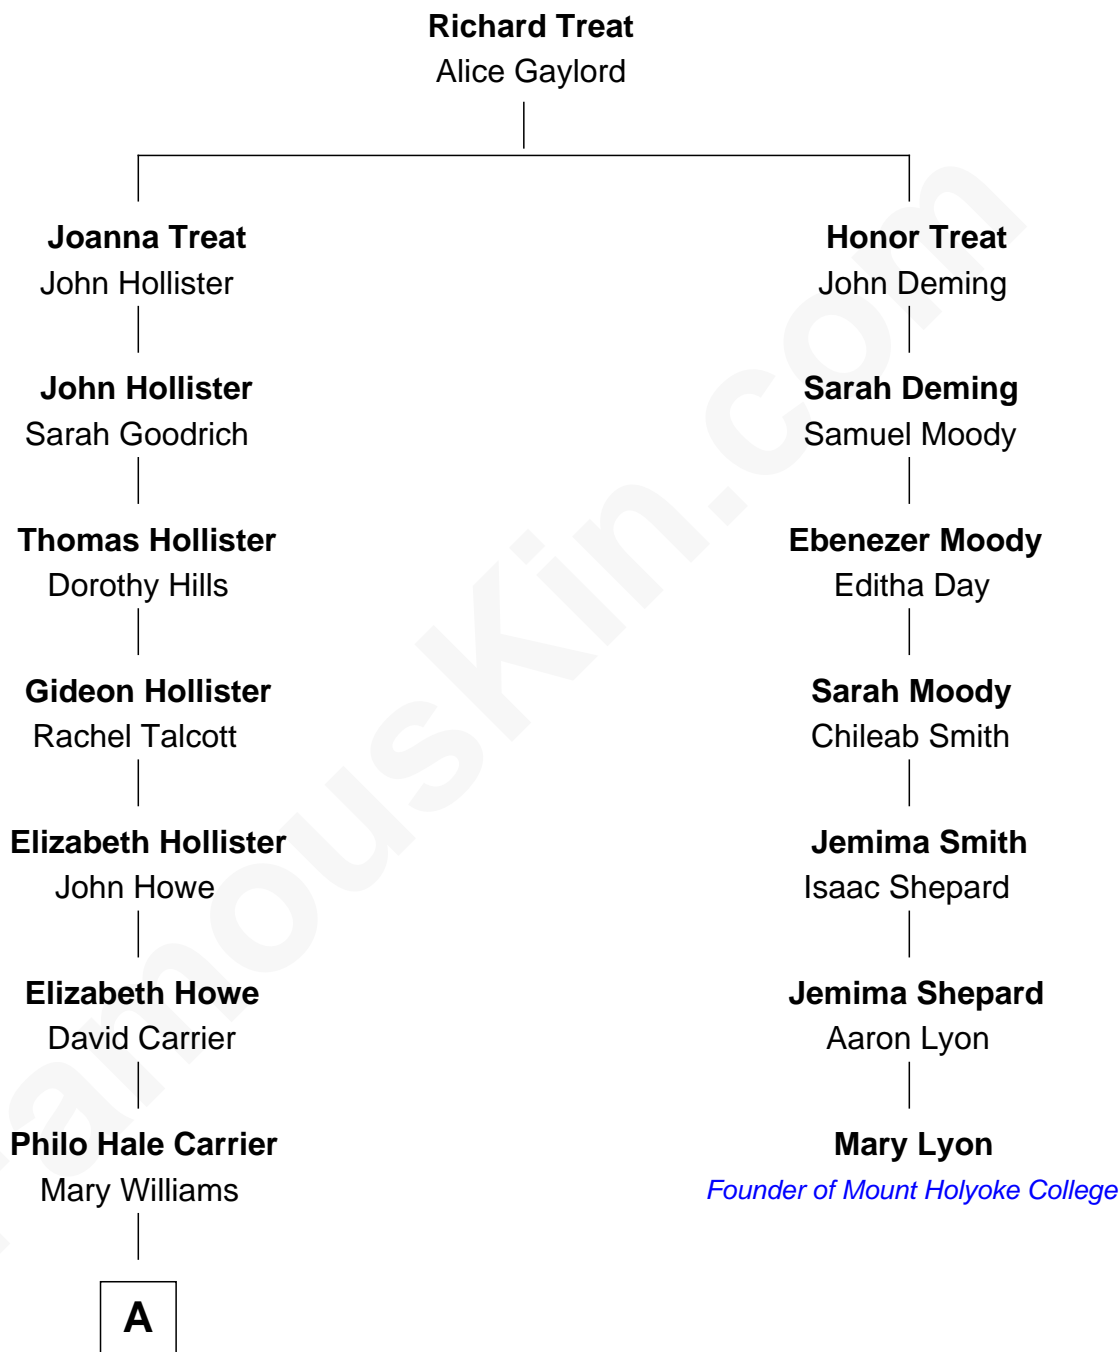 Richard Treat
Alice Gaylord
Joanna Treat
John Hollister
Honor Treat
John Deming
John Hollister
Sarah Goodrich
Sarah Deming
Samuel Moody
Thomas Hollister
Dorothy Hills
Ebenezer Moody
Editha Day
Gideon Hollister
Rachel Talcott
Sarah Moody
Chileab Smith
Elizabeth Hollister
John Howe
Jemima Smith
Isaac Shepard
Elizabeth Howe
David Carrier
Jemima Shepard
Aaron Lyon
Philo Hale Carrier
Mary Williams
Mary Lyon
Founder of Mount Holyoke College
A
FamousKin.com